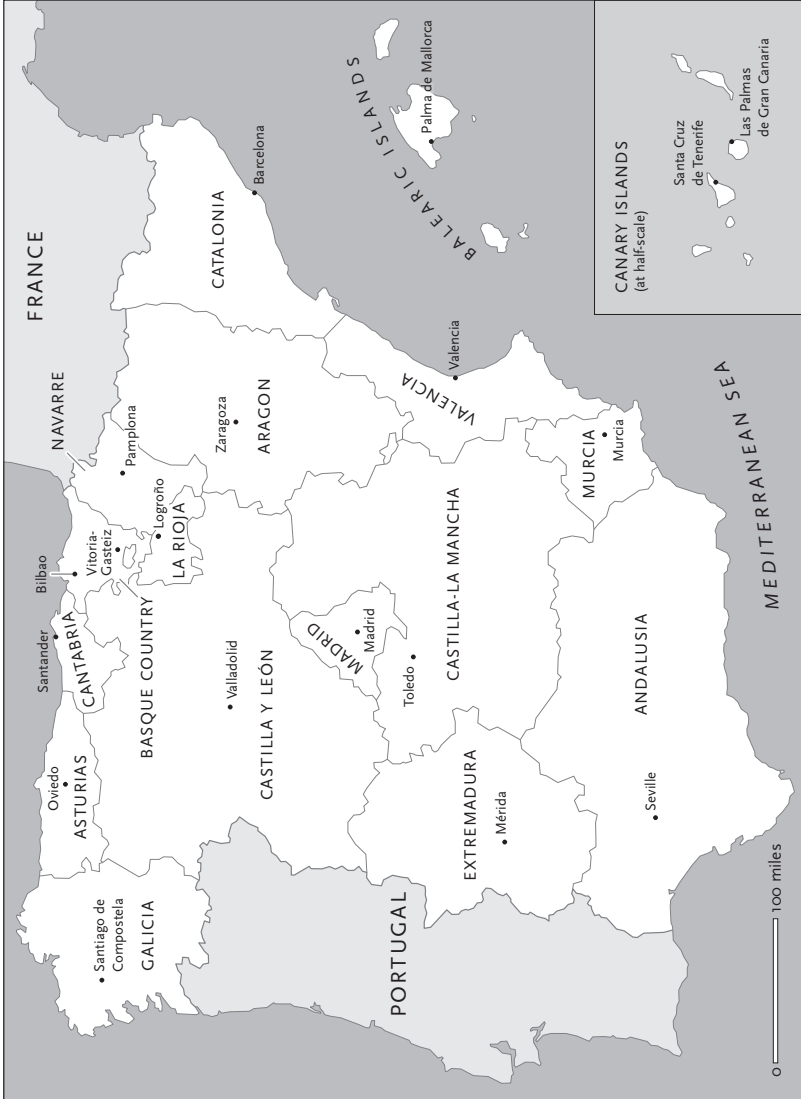 FRANCE
NAVARRE
Pamplona
Bilbao
Vitoria-
Gasteiz
Logroño
LA RIOJA
Santander
CANTABRIA
BASQUE COUNTRY
Oviedo
ASTURIAS
Santiago de
Compostela
GALICIA
CATALONIA
Barcelona
Zaragoza
ARAGON
Valladolid
CASTILLA Y LEÓN
MADRID
Madrid
Toledo
CASTILLA-LA MANCHA
VALENCIA
Valencia
BALEARIC ISLANDS
Palma de Mallorca
PORTUGAL
EXTREMADURA
Mérida
MURCIA
Murcia
ANDALUSIA
Seville
MEDITERRANEAN SEA
CANARY ISLANDS
(at half-scale)
Santa Cruz
de Tenerife
Las Palmas
de Gran Canaria
0 100 miles